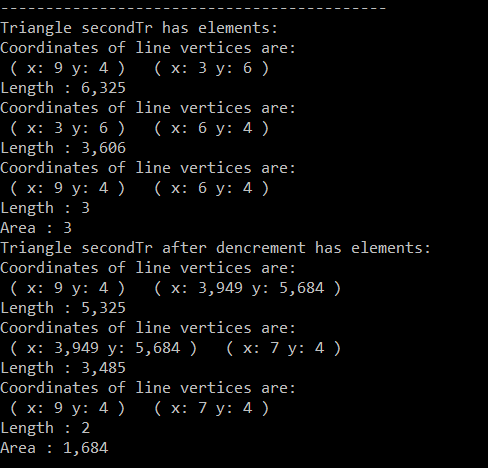 -------------------------------------------
Triangle secondTr has elements:
Coordinates of line vertices are:
 ( x: 9 y: 4 )   ( x: 3 y: 6 )
Length : 6,325
Coordinates of line vertices are:
 ( x: 3 y: 6 )   ( x: 6 y: 4 )
Length : 3,606
Coordinates of line vertices are:
 ( x: 9 y: 4 )   ( x: 6 y: 4 )
Length : 3
Area : 3
Triangle secondTr after dencrement has elements:
Coordinates of line vertices are:
 ( x: 9 y: 4 )   ( x: 3,949 y: 5,684 )
Length : 5,325
Coordinates of line vertices are:
 ( x: 3,949 y: 5,684 )   ( x: 7 y: 4 )
Length : 3,485
Coordinates of line vertices are:
 ( x: 9 y: 4 )   ( x: 7 y: 4 )
Length : 2
Area : 1,684